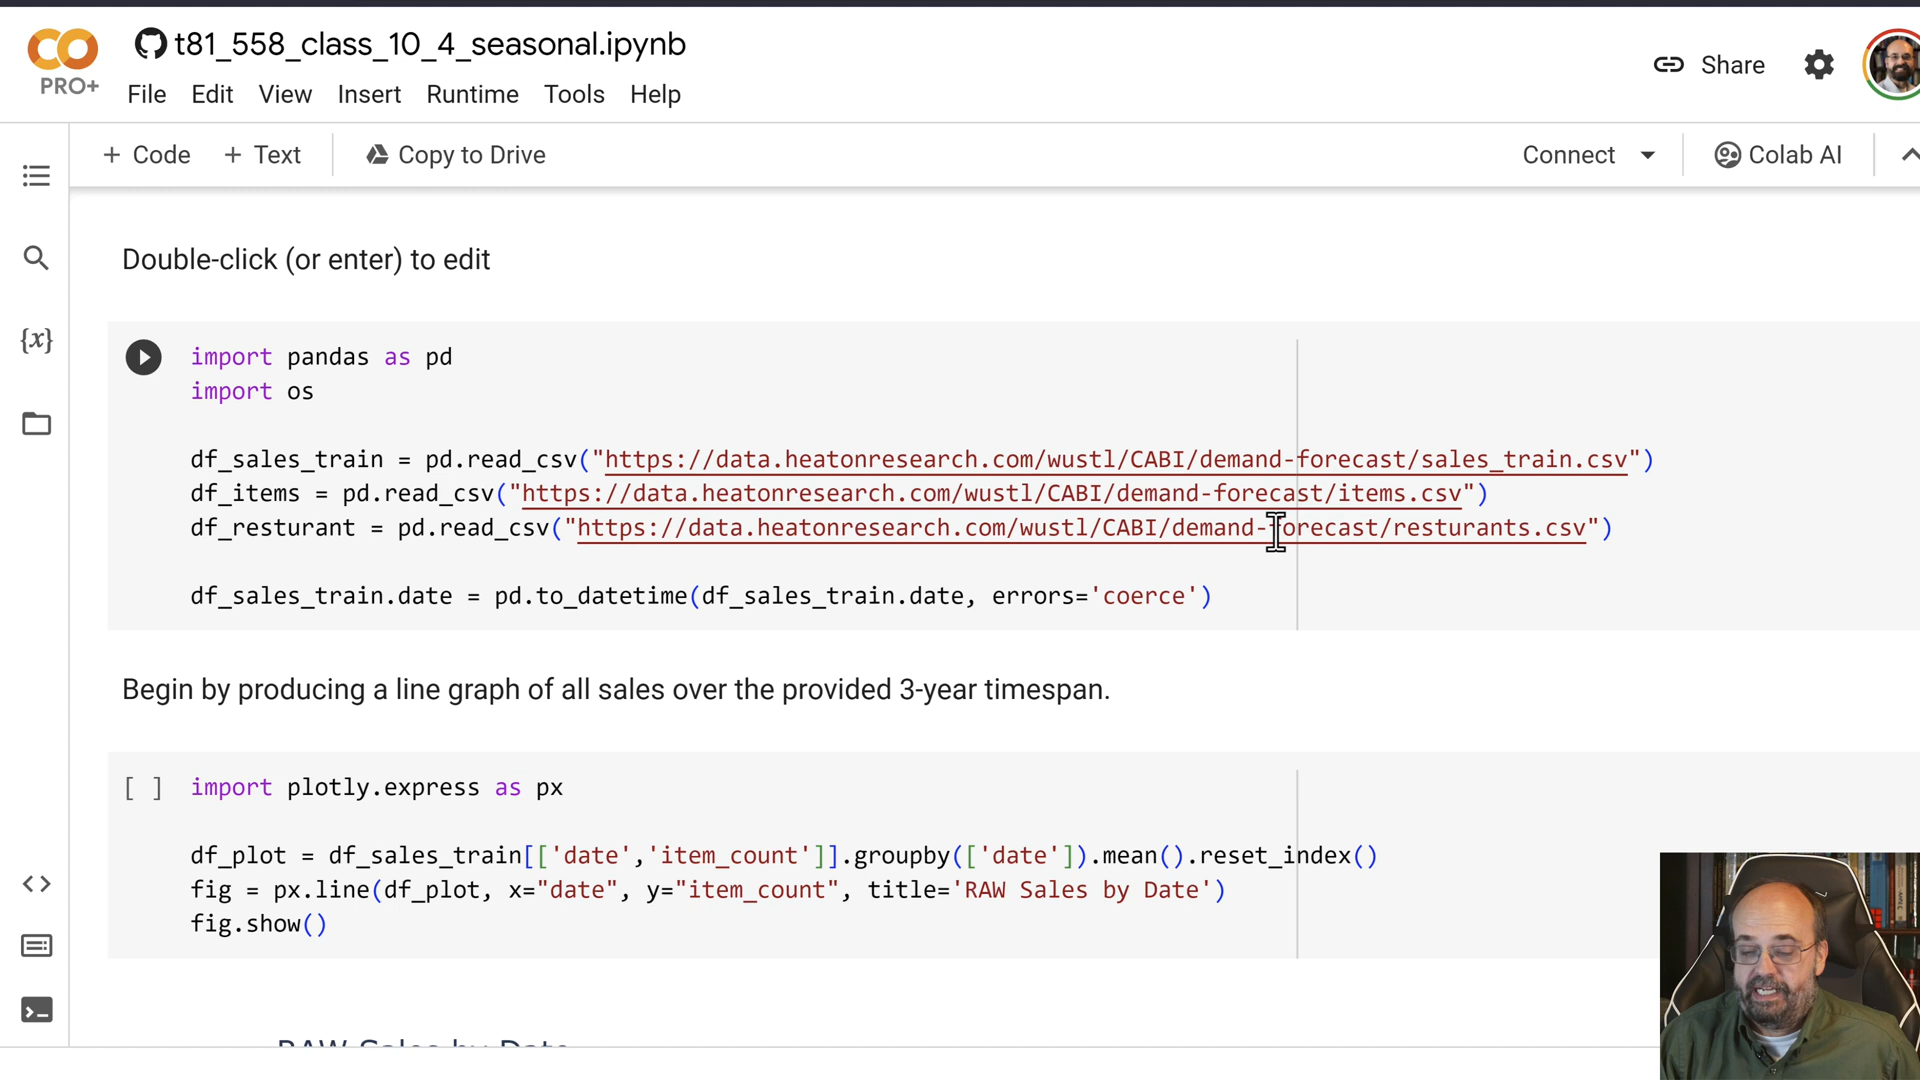 t81_558_class_10_4_seasonal.ipynb
PRO+
File Edit View Insert Runtime Tools Help
Share
+ Code + Text Copy to Drive
Connect
Colab AI
Double-click (or enter) to edit
{x}
import pandas as pd
import os
df_sales_train = pd.read_csv("https://data.heatonresearch.com/wustl/CABI/demand-forecast/sales_train.csv")
df_items = pd.read_csv("https://data.heatonresearch.com/wustl/CABI/demand-forecast/items.csv")
df_resturant = pd.read_csv("https://data.heatonresearch.com/wustl/CABI/demand-forecast/resturants.csv")
df_sales_train.date = pd.to_datetime(df_sales_train.date, errors='coerce')
Begin by producing a line graph of all sales over the provided 3-year timespan.
[ ] import plotly.express as px
df_plot = df_sales_train[['date','item_count']].groupby(['date']).mean().reset_index()
fig = px.line(df_plot, x="date", y="item_count", title='RAW Sales by Date')
fig.show()
RAW Sales by Date